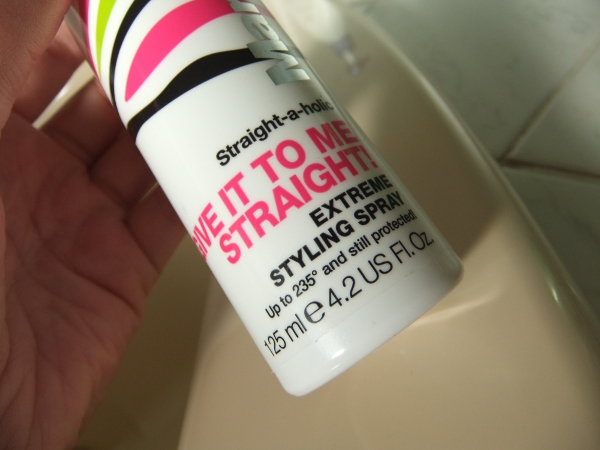 Straight-a-holic
GIVE IT TO ME
STRAIGHT!
EXTREME
STYLING SPRAY
Up to 235° and still protected!
125 ml e 4.2 US Fl. Oz